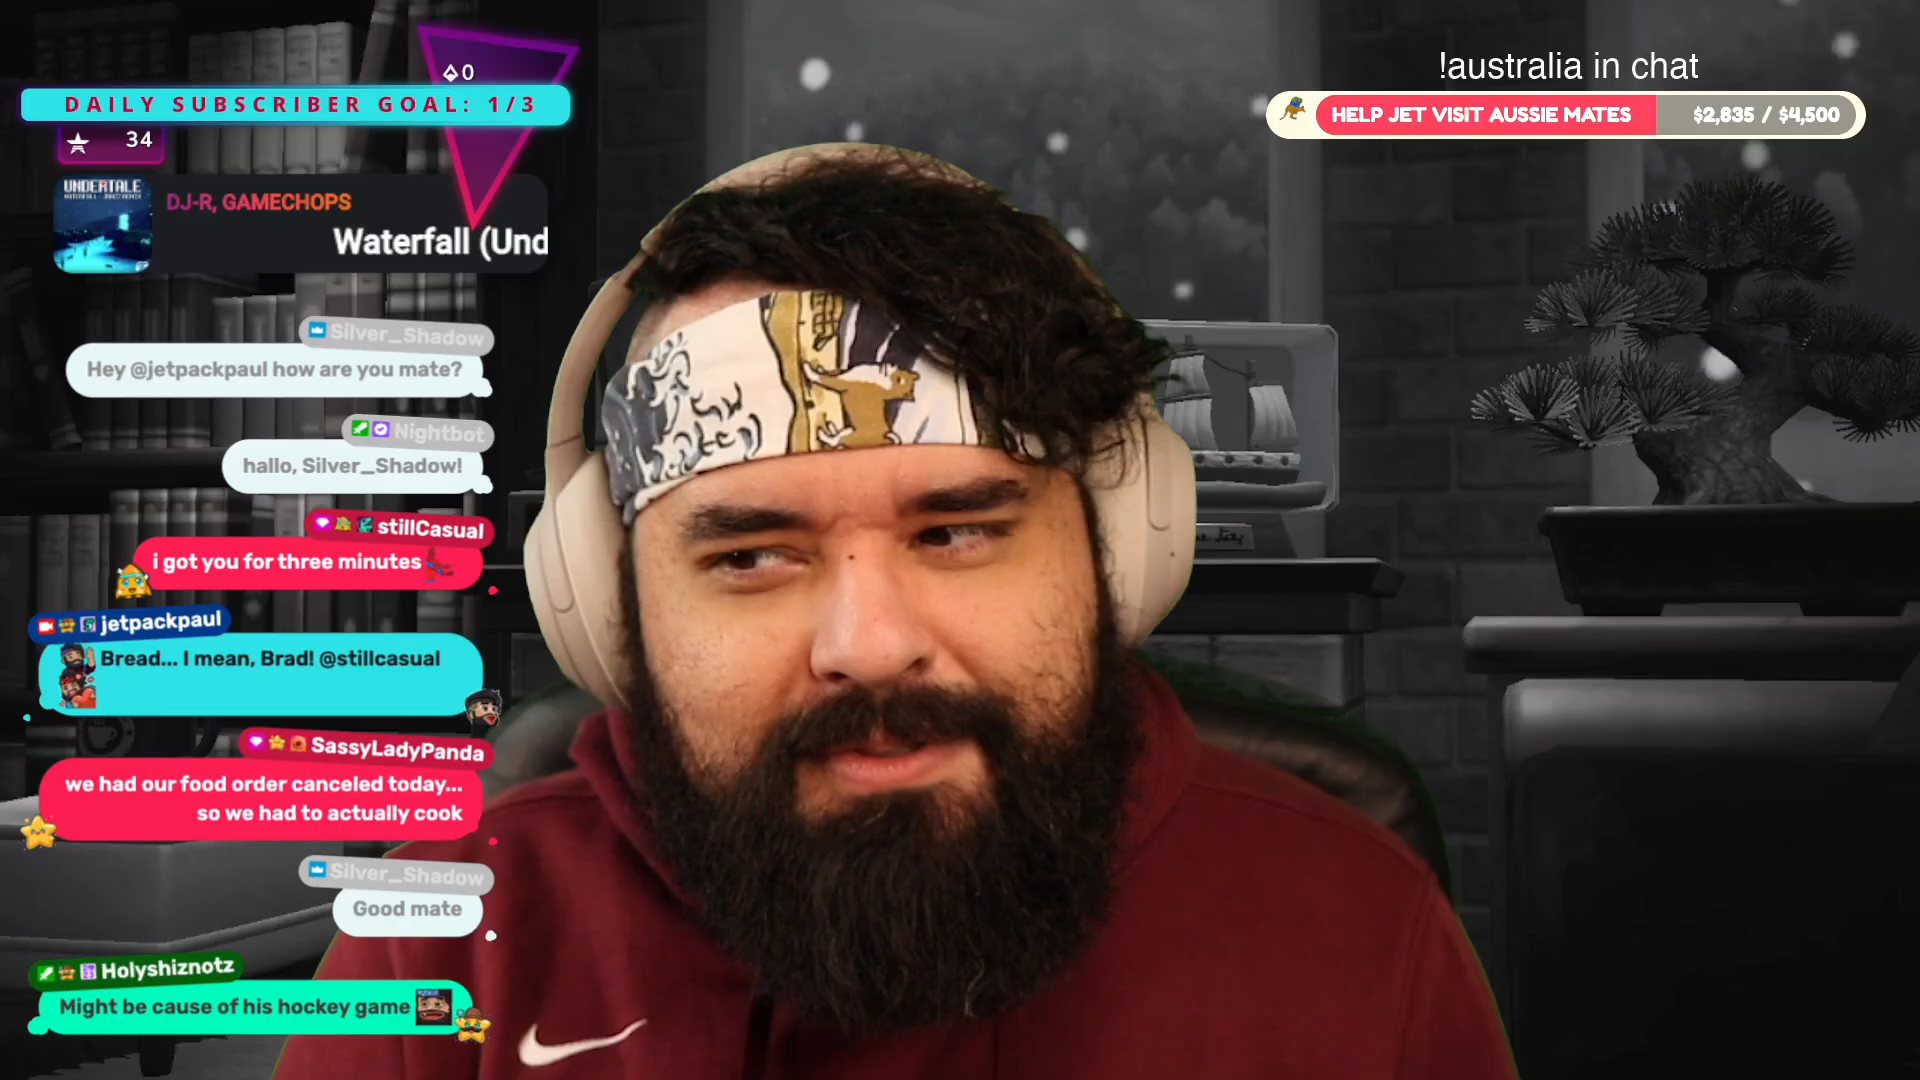 0
DAILY SUBSCRIBER GOAL: 1/3
34
UNDERTALE
DJ-R, GAMECHOPS
Waterfall (Und
Silver_Shadow
Hey @jetpackpaul how are you mate?
Nightbot
hallo, Silver_Shadow!
stillCasual
i got you for three minutes
jetpackpaul
Bread... I mean, Brad! @stillcasual
SassyLadyPanda
we had our food order canceled today...
so we had to actually cook
Silver_Shadow
Good mate
Holyshiznotz
Might be cause of his hockey game
!australia in chat
HELP JET VISIT AUSSIE MATES
$2,835 / $4,500